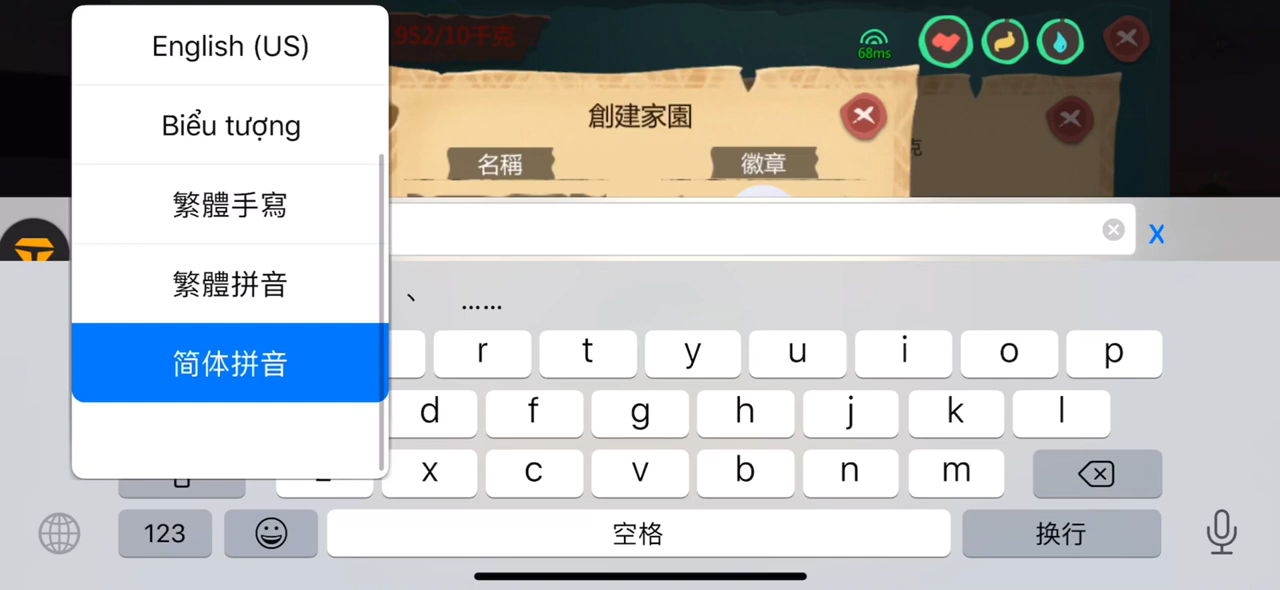 English (US)
Biểu tượng
繁體手寫
繁體拼音
简体拼音
952/10千克
68ms
創建家園
名稱
徽章
克
X
、 ……
r t y u i o p
d f g h j k l
x c v b n m
123
空格
换行